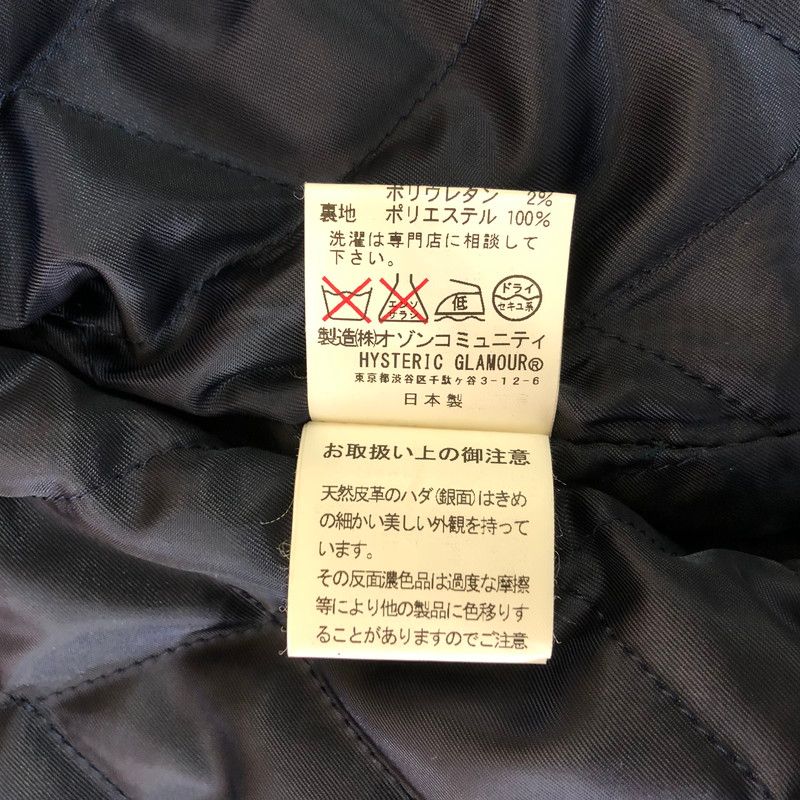 ポリウレタン 2%
裏地 ポリエステル 100%
洗濯は専門店に相談して
下さい。
エンソ
サラシ
低
ドライ
セキユ系
製造(株)オゾンコミュニティ
HYSTERIC GLAMOUR®
東京都渋谷区千駄ヶ谷3-12-6
日本製
お取扱い上の御注意
天然皮革のハダ(銀面)はきめ
の細かい美しい外観を持って
います。
その反面濃色品は過度な摩擦
等により他の製品に色移りす
ることがありますのでご注意